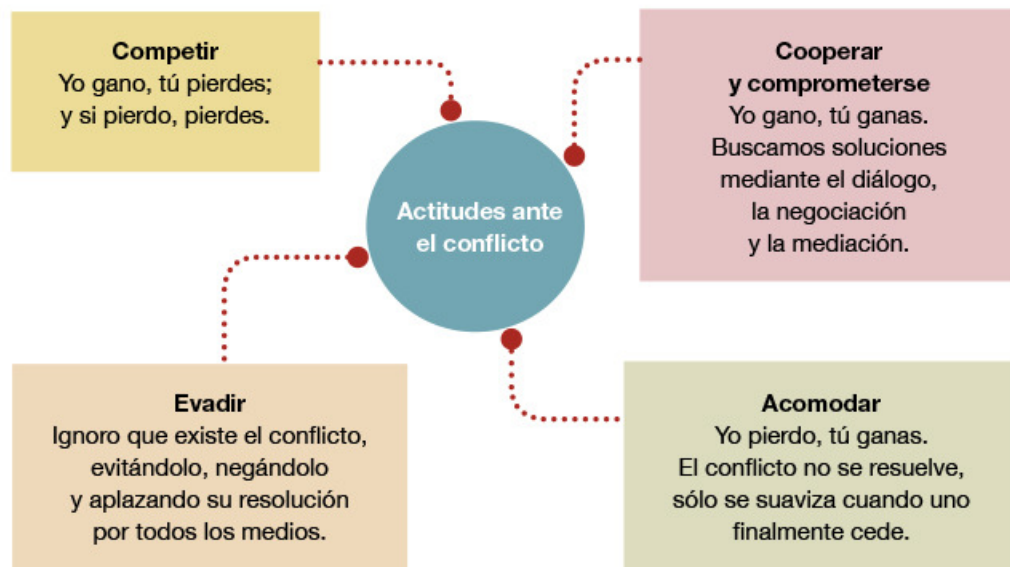 Competir
Yo gano, tú pierdes;
y si pierdo, pierdes.
Cooperar
y comprometerse
Yo gano, tú ganas.
Buscamos soluciones
mediante el diálogo,
la negociación
y la mediación.
Actitudes ante
el conflicto
Evadir
Ignoro que existe el conflicto,
evitándolo, negándolo
y aplazando su resolución
por todos los medios.
Acomodar
Yo pierdo, tú ganas.
El conflicto no se resuelve,
sólo se suaviza cuando uno
finalmente cede.